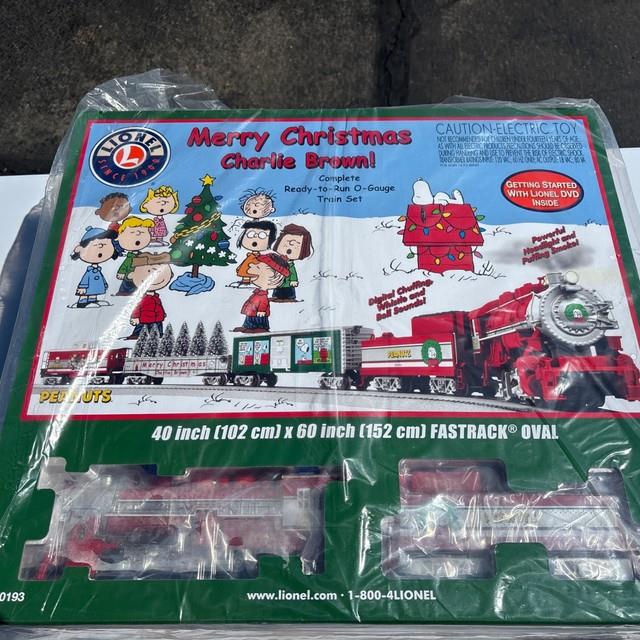 LIONEL
L
SINCE 1900
Merry Christmas
Charlie Brown!
Complete
Ready-to-Run O-Gauge
Train Set
CAUTION-ELECTRIC TOY
GETTING STARTED
WITH LIONEL DVD
INSIDE
Powerful
Puffing Smoke!
Digital Chuffing,
Whistle and
Bell Sounds!
Merry Christmas
Charlie Brown!
PEANUTS
PEANUTS
40 inch (102 cm) x 60 inch (152 cm) FASTRACK® OVAL
0193
www.lionel.com · 1-800-4LIONEL